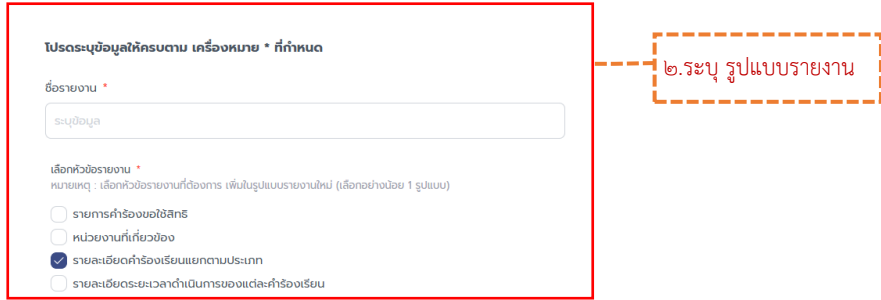 โปรดระบุข้อมูลให้ครบตาม เครื่องหมาย * ที่กำหนด
๒.ระบุ รูปแบบรายงาน
ชื่อรายงาน *
ระบุข้อมูล
เลือกหัวข้อรายงาน *
หมายเหตุ : เลือกหัวข้อรายงานที่ต้องการ เพิ่มในรูปแบบรายงานใหม่ (เลือกอย่างน้อย 1 รูปแบบ)
รายการคำร้องขอใช้สิทธิ
หน่วยงานที่เกี่ยวข้อง
รายละเอียดคำร้องเรียนแยกตามประเภท
รายละเอียดระยะเวลาดำเนินการของแต่ละคำร้องเรียน